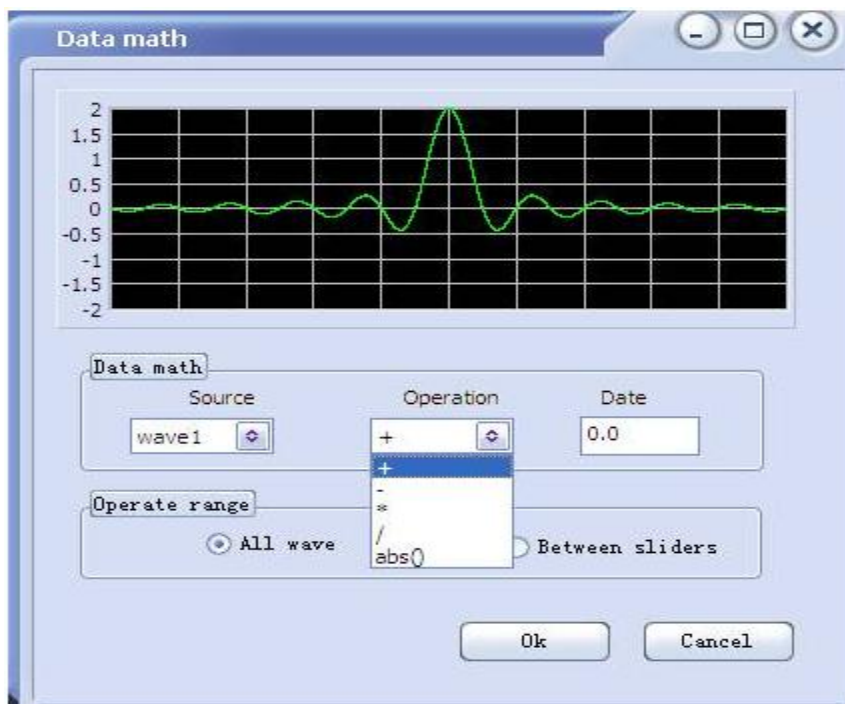 Data math
2
1.5
1
0.5
0
-0.5
-1
-1.5
-2
Data math
Source Operation Date
wave1 + 0.0
+
-
*
/
abs()
Operate range
All wave Between sliders
Ok Cancel